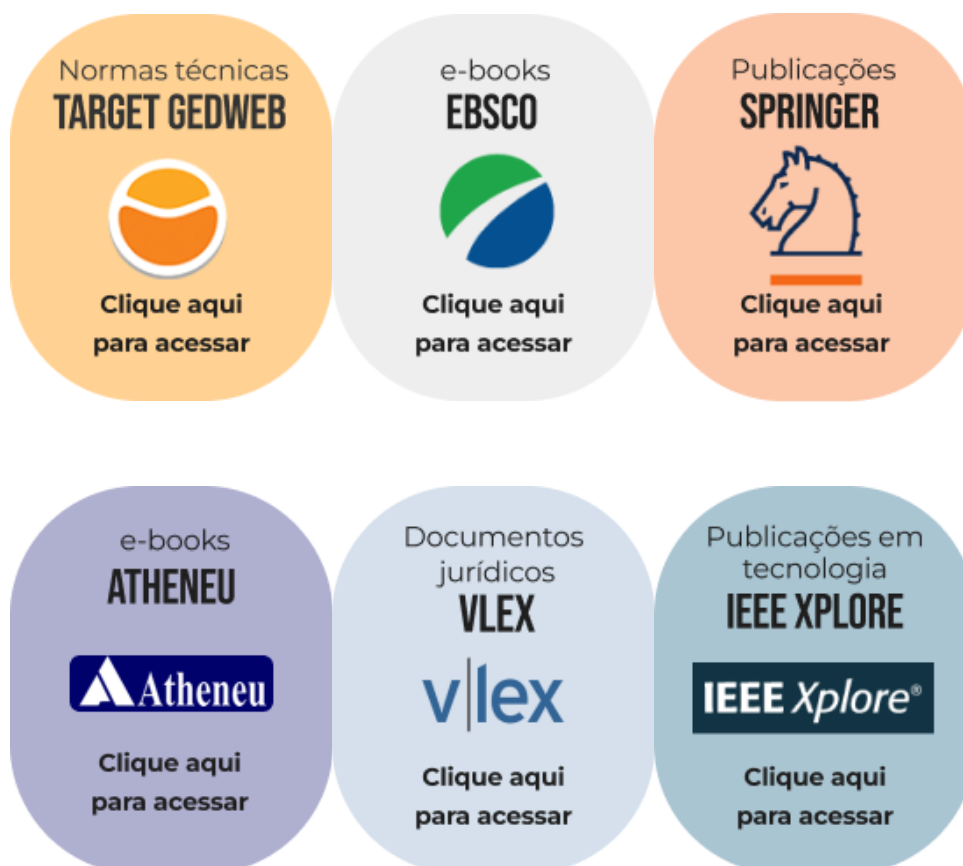 Normas técnicas
TARGET GEDWEB
Clique aqui
para acessar
e-books
EBSCO
Clique aqui
para acessar
Publicações
SPRINGER
Clique aqui
para acessar
e-books
ATHENEU
Atheneu
Clique aqui
para acessar
Documentos
jurídicos
VLEX
v|lex
Clique aqui
para acessar
Publicações em
tecnologia
IEEE XPLORE
IEEE Xplore®
Clique aqui
para acessar